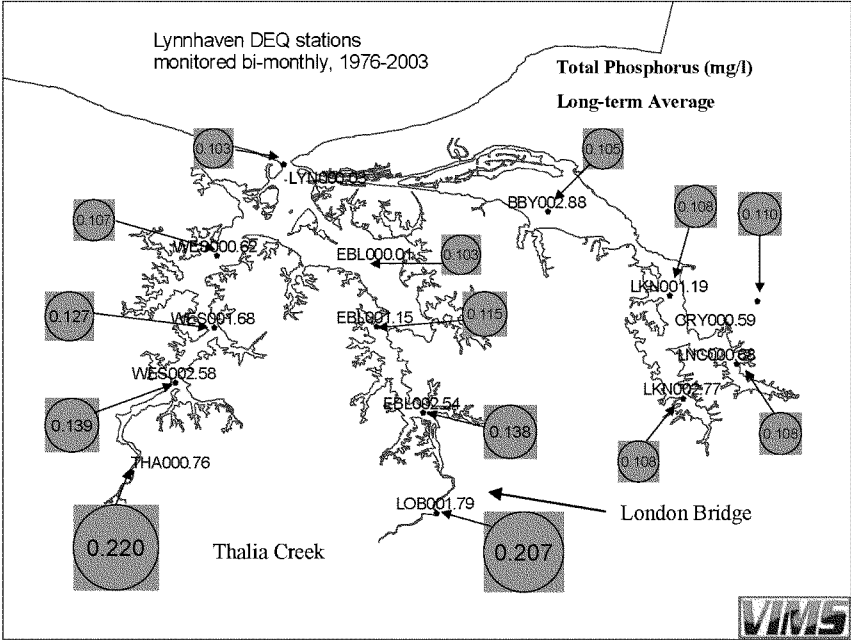 Lynnhaven DEQ stations
monitored bi-monthly, 1976-2003
Total Phosphorus (mg/l)
Long-term Average
0.103
LYN000.03
0.105
BBY002.88
0.107
0.108
0.110
WES000.62
EBL000.01
0.103
LKN001.19
0.127
WES001.68
EBL001.15
0.115
CRY000.59
LNC000.68
WES002.58
LKN002.77
0.139
EBL002.54
0.138
0.108
0.108
THA000.76
LOB001.79
London Bridge
0.220
Thalia Creek
0.207
VIMS